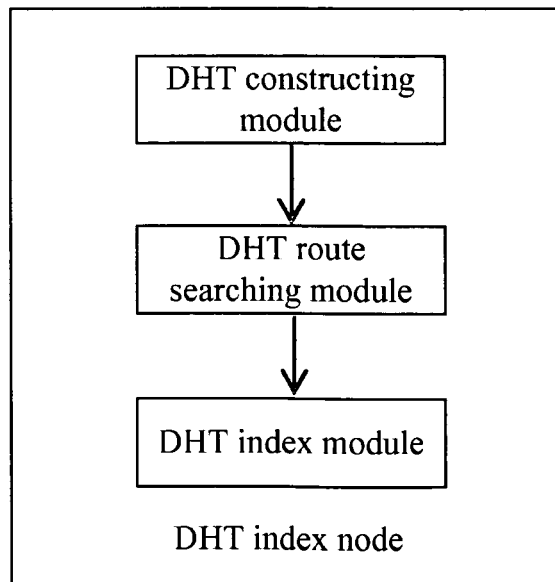 DHT constructing
module
DHT route
searching module
DHT index module
DHT index node